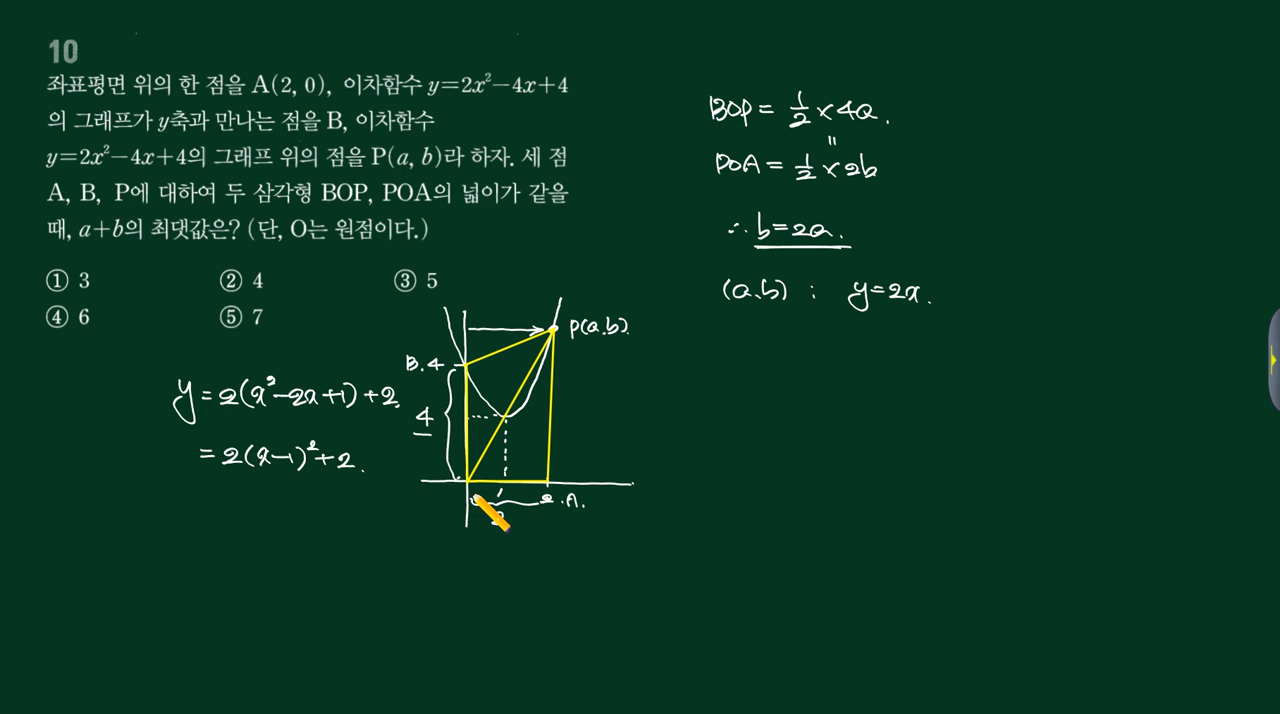 10
좌표평면 위의 한 점을 A(2, 0), 이차함수 y=2x²-4x+4
의 그래프가 y축과 만나는 점을 B, 이차함수
y=2x²-4x+4의 그래프 위의 점을 P(a, b)라 하자. 세 점
A, B, P에 대하여 두 삼각형 BOP, POA의 넓이가 같을
때, a+b의 최댓값은? (단, O는 원점이다.)
① 3 ② 4 ③ 5
④ 6 ⑤ 7
y=2(x²-2x+1)+2.
=2(x-1)²+2.
P(a.b).
B.4
4
1 2.A.
2
BOP=1/2×4a.
"
POA=1/2×2b
∴b=2a.
(a.b) : y=2x.